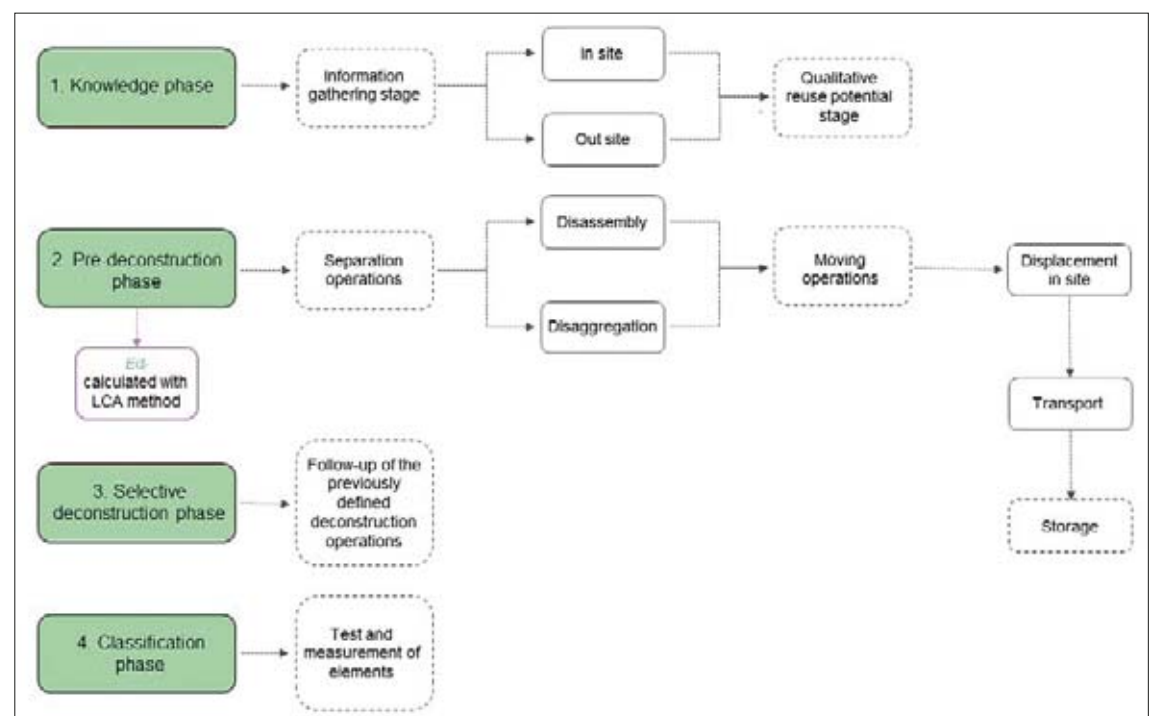 1. Knowledge phase
Information
gathering stage
In site
Out site
Qualitative
reuse potential
stage
2. Pre deconstruction
phase
Separation
operations
Disassembly
Disaggregation
Moving
operations
Displacement
in site
Transport
Storage
calculated with
LCA method
3. Selective
deconstruction phase
Follow-up of the
previously
defined
deconstruction
operations
4. Classification
phase
Test and
measurement of
elements